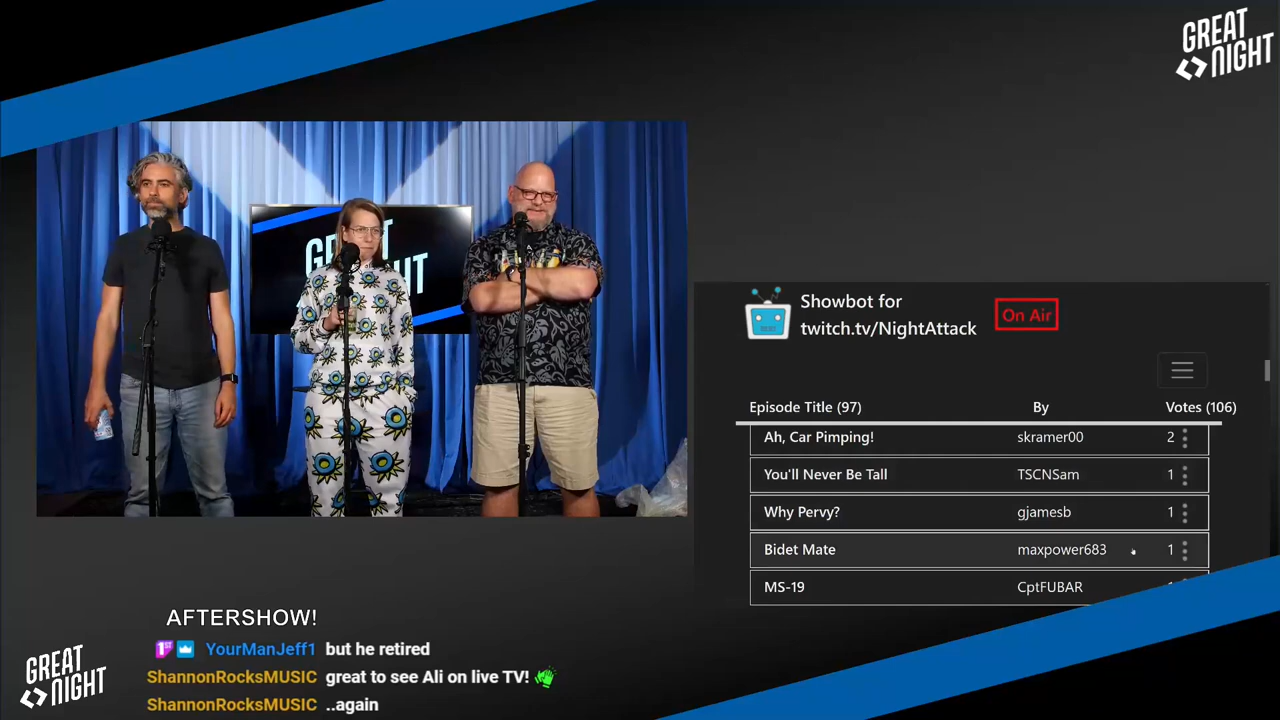 GREAT
NIGHT
GREAT
NIGHT
Showbot for
twitch.tv/NightAttack
On Air
Episode Title (97) By Votes (106)
Ah, Car Pimping! skramer00 2
You'll Never Be Tall TSCNSam 1
Why Pervy? gjamesb 1
Bidet Mate maxpower683 1
MS-19 CptFUBAR
AFTERSHOW!
YourManJeff1 but he retired
ShannonRocksMUSIC great to see Ali on live TV!
ShannonRocksMUSIC ..again
GREAT
NIGHT